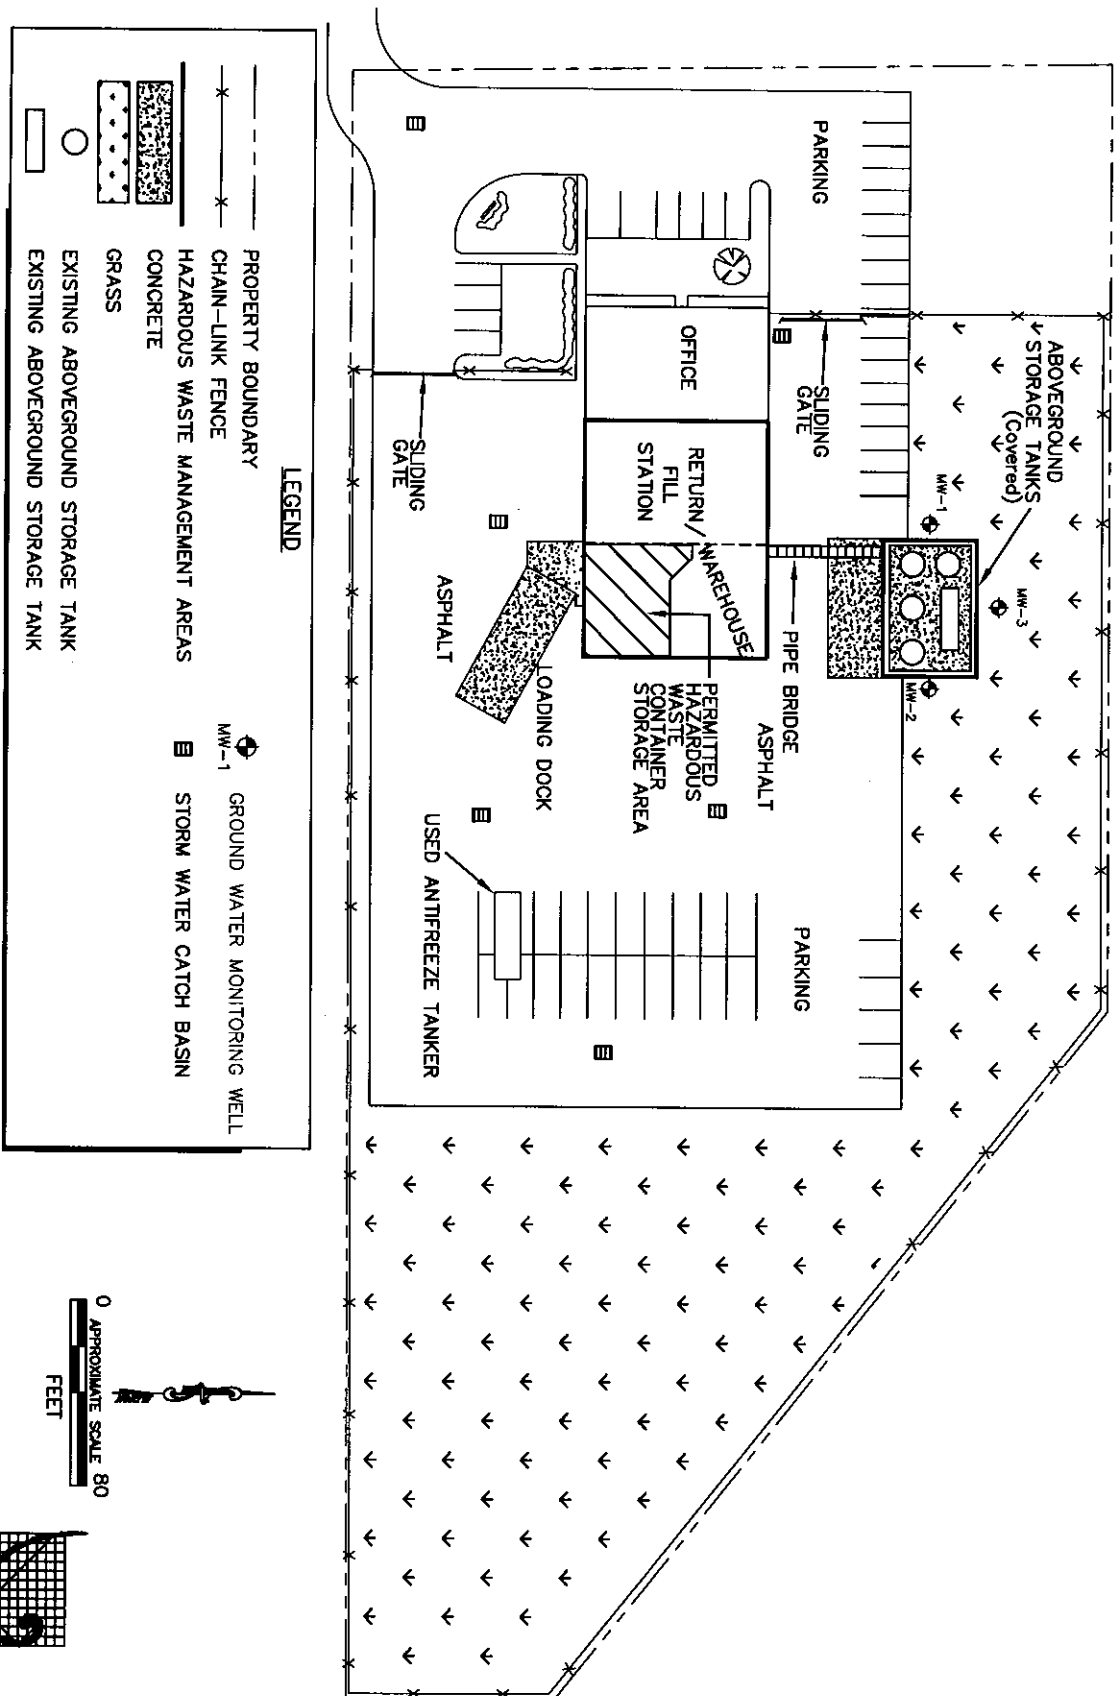 PARKING
ABOVEGROUND
STORAGE TANKS
(Covered)
SLIDING
GATE
OFFICE
MW-1
MW-3
MW-2
RETURN/
FILL
STATION
WAREHOUSE
PIPE BRIDGE
ASPHALT
PERMITTED
HAZARDOUS
WASTE
CONTAINER
STORAGE AREA
SLIDING
GATE
ASPHALT
LOADING DOCK
PARKING
USED ANTIFREEZE TANKER
LEGEND
PROPERTY BOUNDARY
CHAIN-LINK FENCE
HAZARDOUS WASTE MANAGEMENT AREAS
CONCRETE
GRASS
EXISTING ABOVEGROUND STORAGE TANK
EXISTING ABOVEGROUND STORAGE TANK
MW-1
GROUND WATER MONITORING WELL
STORM WATER CATCH BASIN
0 APPROXIMATE SCALE 80
FEET